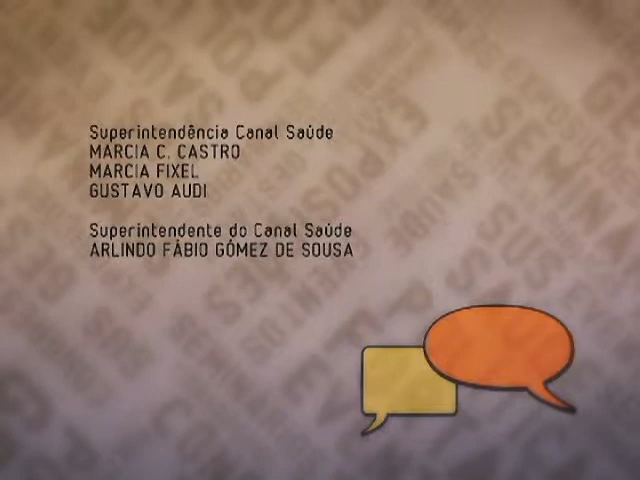 Superintendência Canal Saúde
MARCIA C. CASTRO
MARCIA FIXEL
GUSTAVO AUDI
Superintendente do Canal Saúde
ARLINDO FÁBIO GÓMEZ DE SOUSA